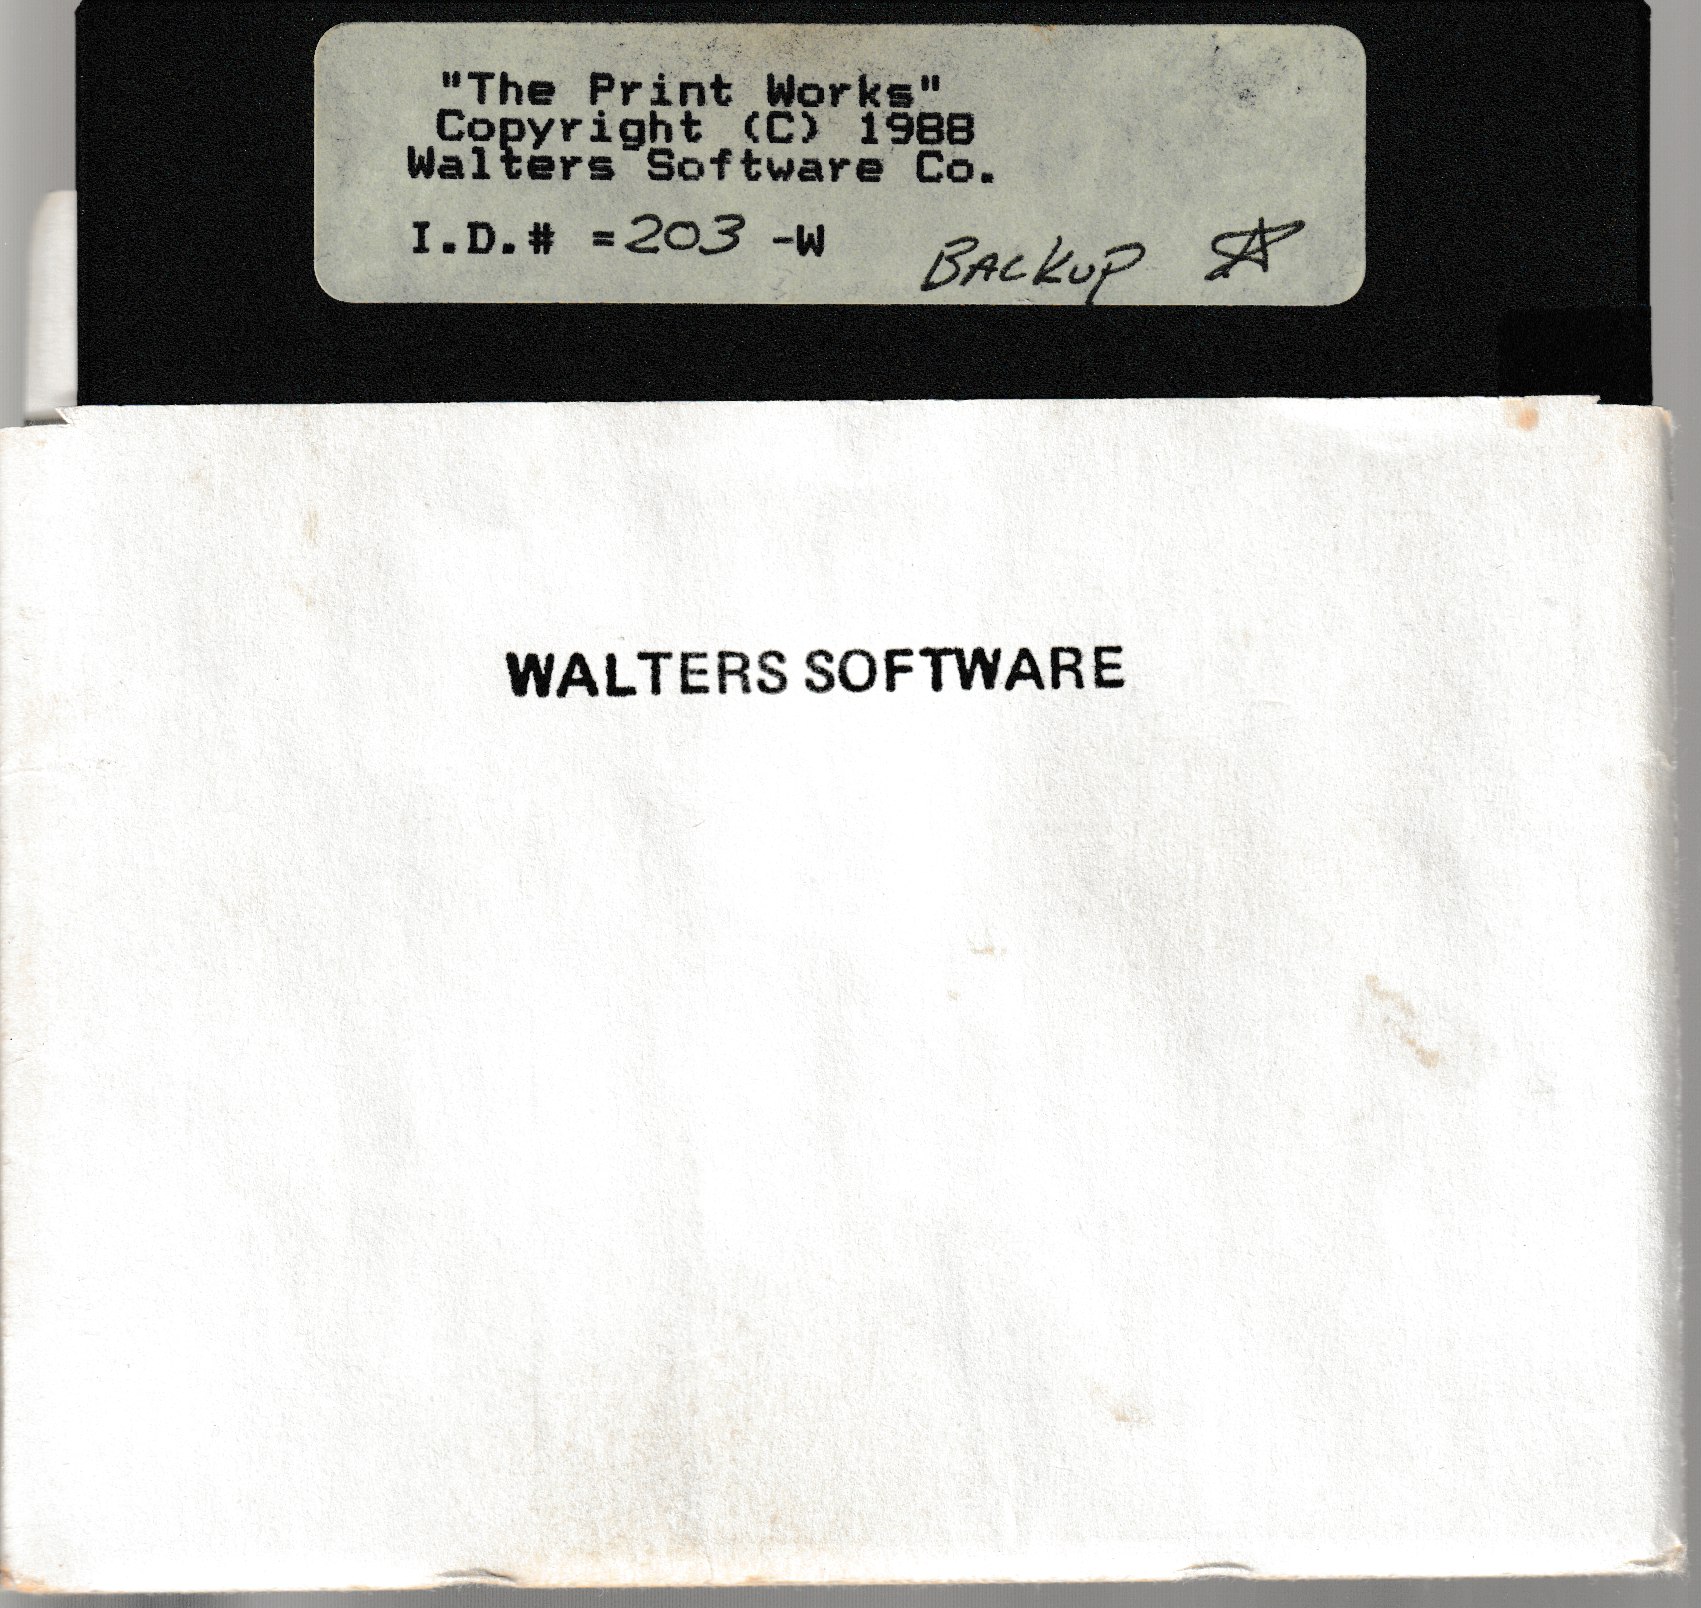 "The Print Works"
Copyright (C) 1988
Walters Software Co.
I.D.# =203 -W
BACKUP
WALTERS SOFTWARE